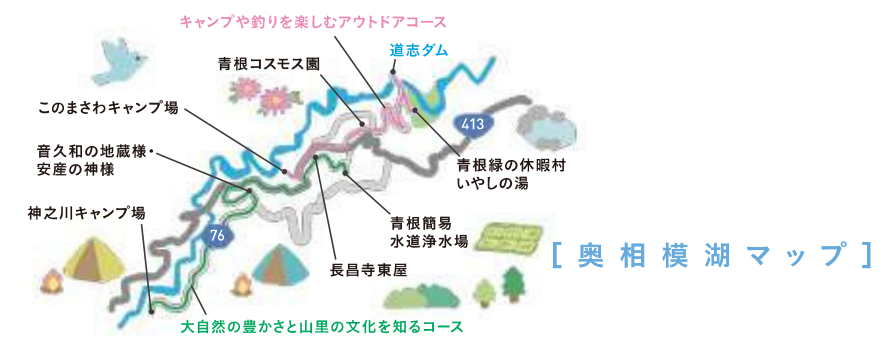 キャンプや釣りを楽しむアウトドアコース
道志ダム
青根コスモス園
このまさわキャンプ場
413
音久和の地蔵様・
安産の神様
青根緑の休暇村
いやしの湯
神之川キャンプ場
76
青根簡易
水道浄水場
[奥相模湖マップ]
長昌寺東屋
大自然の豊かさと山里の文化を知るコース